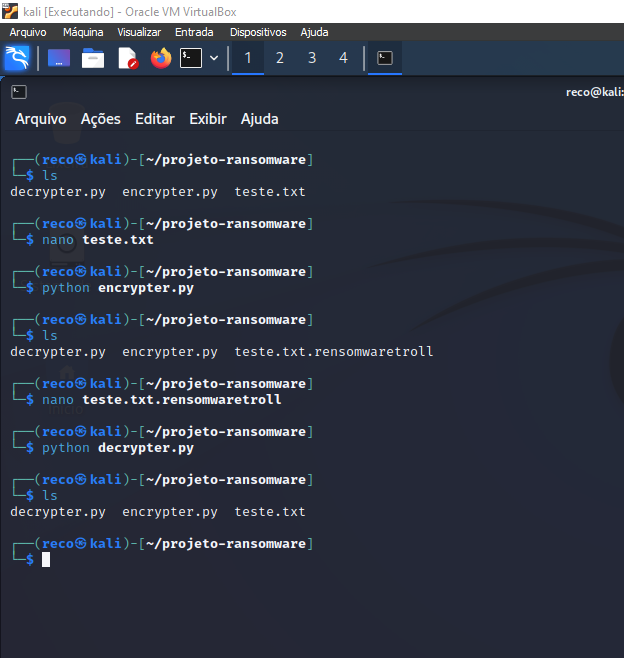 kali [Executando] - Oracle VM VirtualBox
Arquivo Máquina Visualizar Entrada Dispositivos Ajuda
1 2 3 4
reco@kali:
Arquivo Ações Editar Exibir Ajuda
┌──(reco㉿kali)-[~/projeto-ransomware]
└─$ ls
decrypter.py  encrypter.py  teste.txt
┌──(reco㉿kali)-[~/projeto-ransomware]
└─$ nano teste.txt
┌──(reco㉿kali)-[~/projeto-ransomware]
└─$ python encrypter.py
┌──(reco㉿kali)-[~/projeto-ransomware]
└─$ ls
decrypter.py  encrypter.py  teste.txt.rensomwaretroll
┌──(reco㉿kali)-[~/projeto-ransomware]
└─$ nano teste.txt.rensomwaretroll
┌──(reco㉿kali)-[~/projeto-ransomware]
└─$ python decrypter.py
┌──(reco㉿kali)-[~/projeto-ransomware]
└─$ ls
decrypter.py  encrypter.py  teste.txt
┌──(reco㉿kali)-[~/projeto-ransomware]
└─$